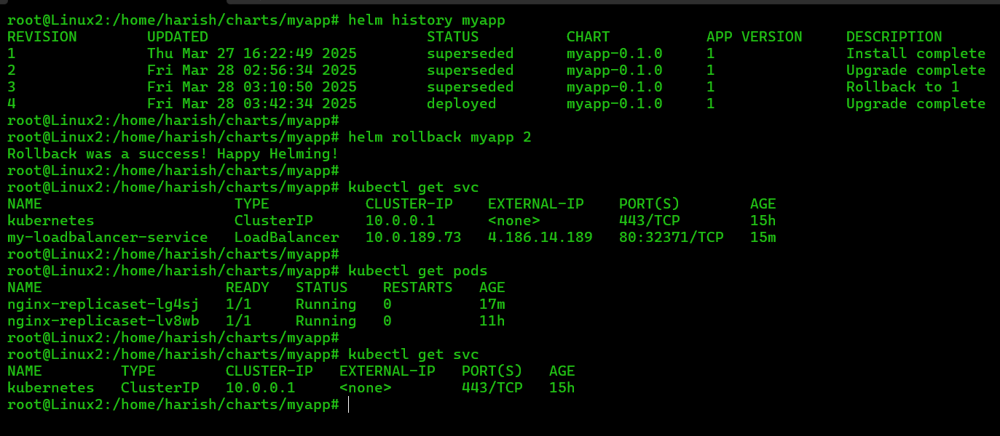 root@Linux2:/home/harish/charts/myapp# helm history myapp
REVISION        UPDATED                         STATUS          CHART           APP VERSION     DESCRIPTION
1               Thu Mar 27 16:22:49 2025        superseded      myapp-0.1.0     1               Install complete
2               Fri Mar 28 02:56:34 2025        superseded      myapp-0.1.0     1               Upgrade complete
3               Fri Mar 28 03:10:50 2025        superseded      myapp-0.1.0     1               Rollback to 1
4               Fri Mar 28 03:42:34 2025        deployed        myapp-0.1.0     1               Upgrade complete
root@Linux2:/home/harish/charts/myapp#
root@Linux2:/home/harish/charts/myapp# helm rollback myapp 2
Rollback was a success! Happy Helming!
root@Linux2:/home/harish/charts/myapp#
root@Linux2:/home/harish/charts/myapp# kubectl get svc
NAME                      TYPE           CLUSTER-IP    EXTERNAL-IP    PORT(S)        AGE
kubernetes                ClusterIP      10.0.0.1      <none>         443/TCP        15h
my-loadbalancer-service   LoadBalancer   10.0.189.73   4.186.14.189   80:32371/TCP   15m
root@Linux2:/home/harish/charts/myapp#
root@Linux2:/home/harish/charts/myapp# kubectl get pods
NAME                     READY   STATUS    RESTARTS   AGE
nginx-replicaset-lg4sj   1/1     Running   0          17m
nginx-replicaset-lv8wb   1/1     Running   0          11h
root@Linux2:/home/harish/charts/myapp#
root@Linux2:/home/harish/charts/myapp# kubectl get svc
NAME         TYPE        CLUSTER-IP   EXTERNAL-IP   PORT(S)   AGE
kubernetes   ClusterIP   10.0.0.1     <none>        443/TCP   15h
root@Linux2:/home/harish/charts/myapp#